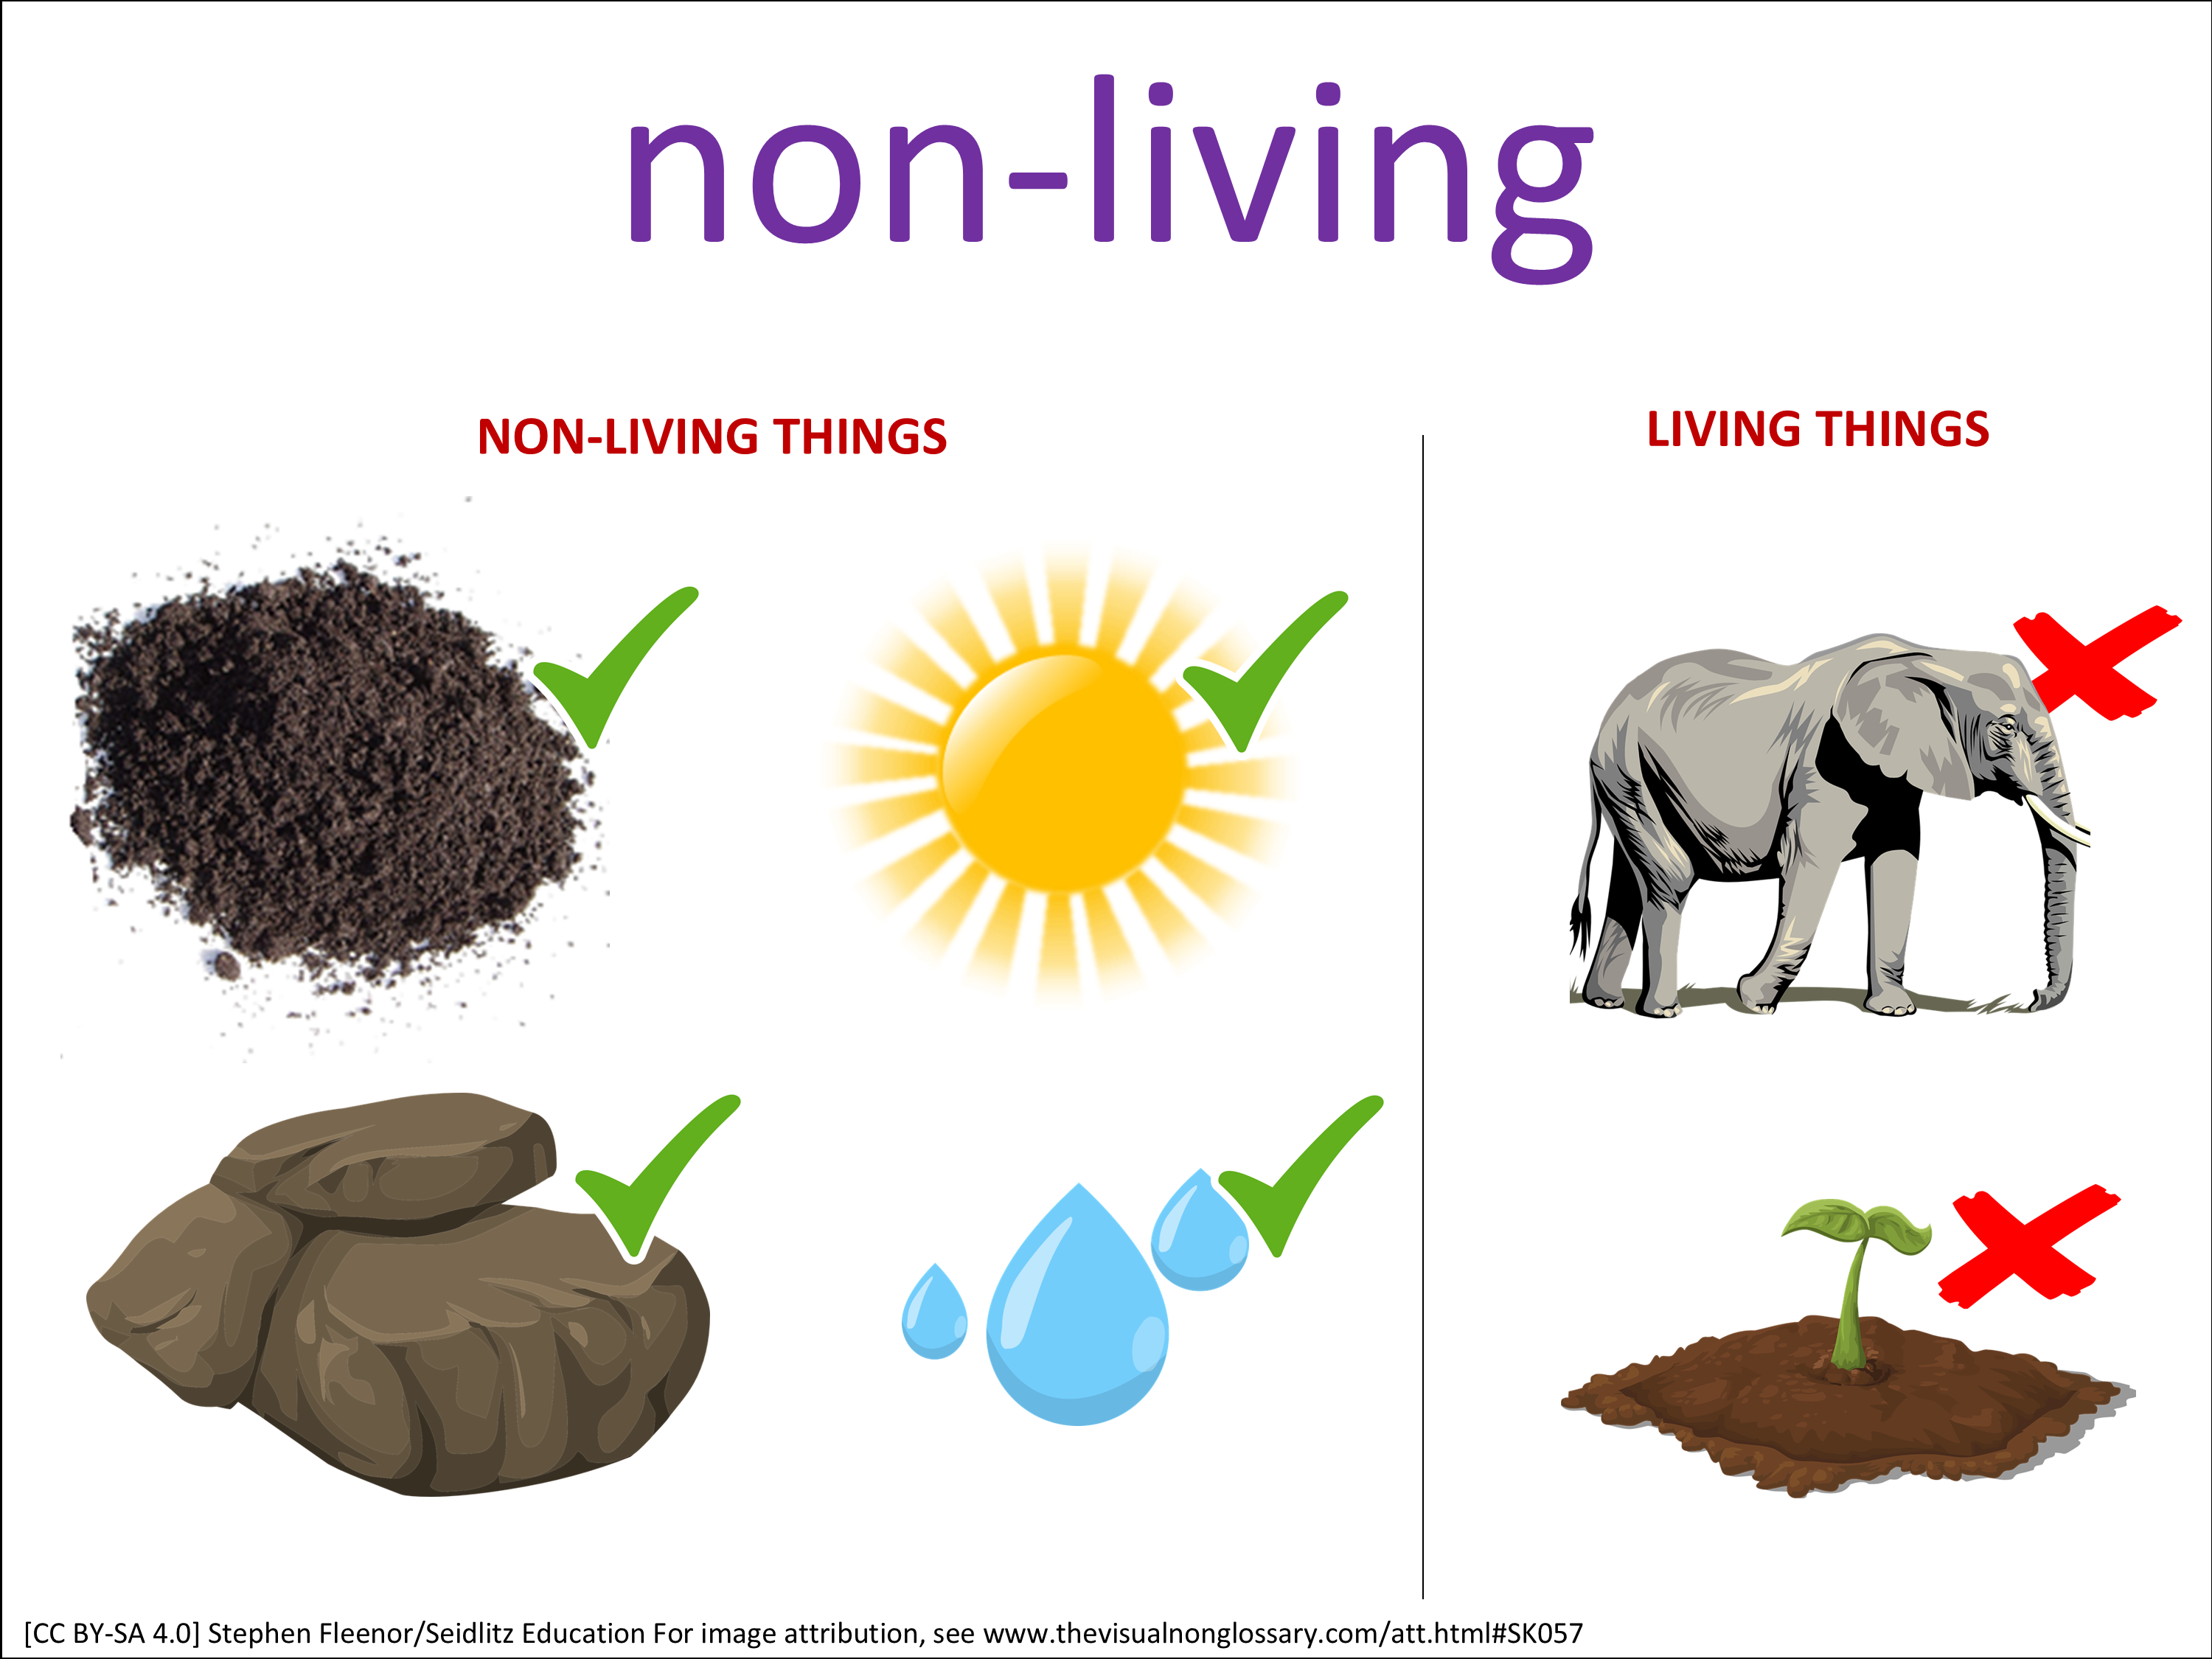 non-living
NON-LIVING THINGS
LIVING THINGS
[CC BY-SA 4.0] Stephen Fleenor/Seidlitz Education For image attribution, see www.thevisualnonglossary.com/att.html#SK057